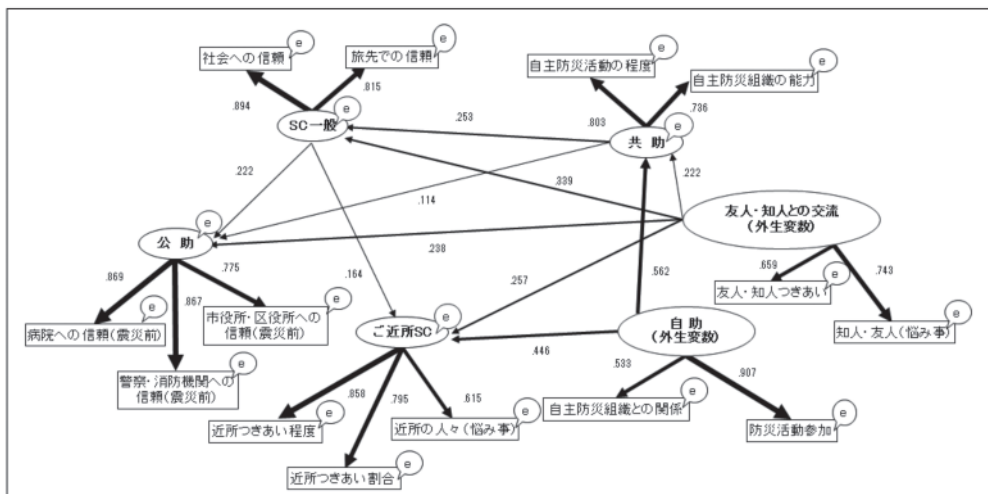 e
e
社会への信頼
旅先での信頼
e
自主防災活動の程度
e
自主防災組織の能力
.894
.815
e
SC一般
.253
.803
.736
e
共 助
.222
.339
.222
.114
e
公 助
友人・知人との交流
(外生変数)
.238
.869
.867
.775
.164
.257
.562
.659
.743
e
友人・知人つきあい
e
市役所・区役所への
信頼(震災前)
e
病院への信頼(震災前)
e
ご近所SC
自 助
(外生変数)
e
知人・友人(悩み事)
.446
.533
.907
e
警察・消防機関への
信頼(震災前)
.858
.795
.615
e
自主防災組織との関係
e
近所つきあい程度
e
近所の人々(悩み事)
e
防災活動参加
e
近所つきあい割合